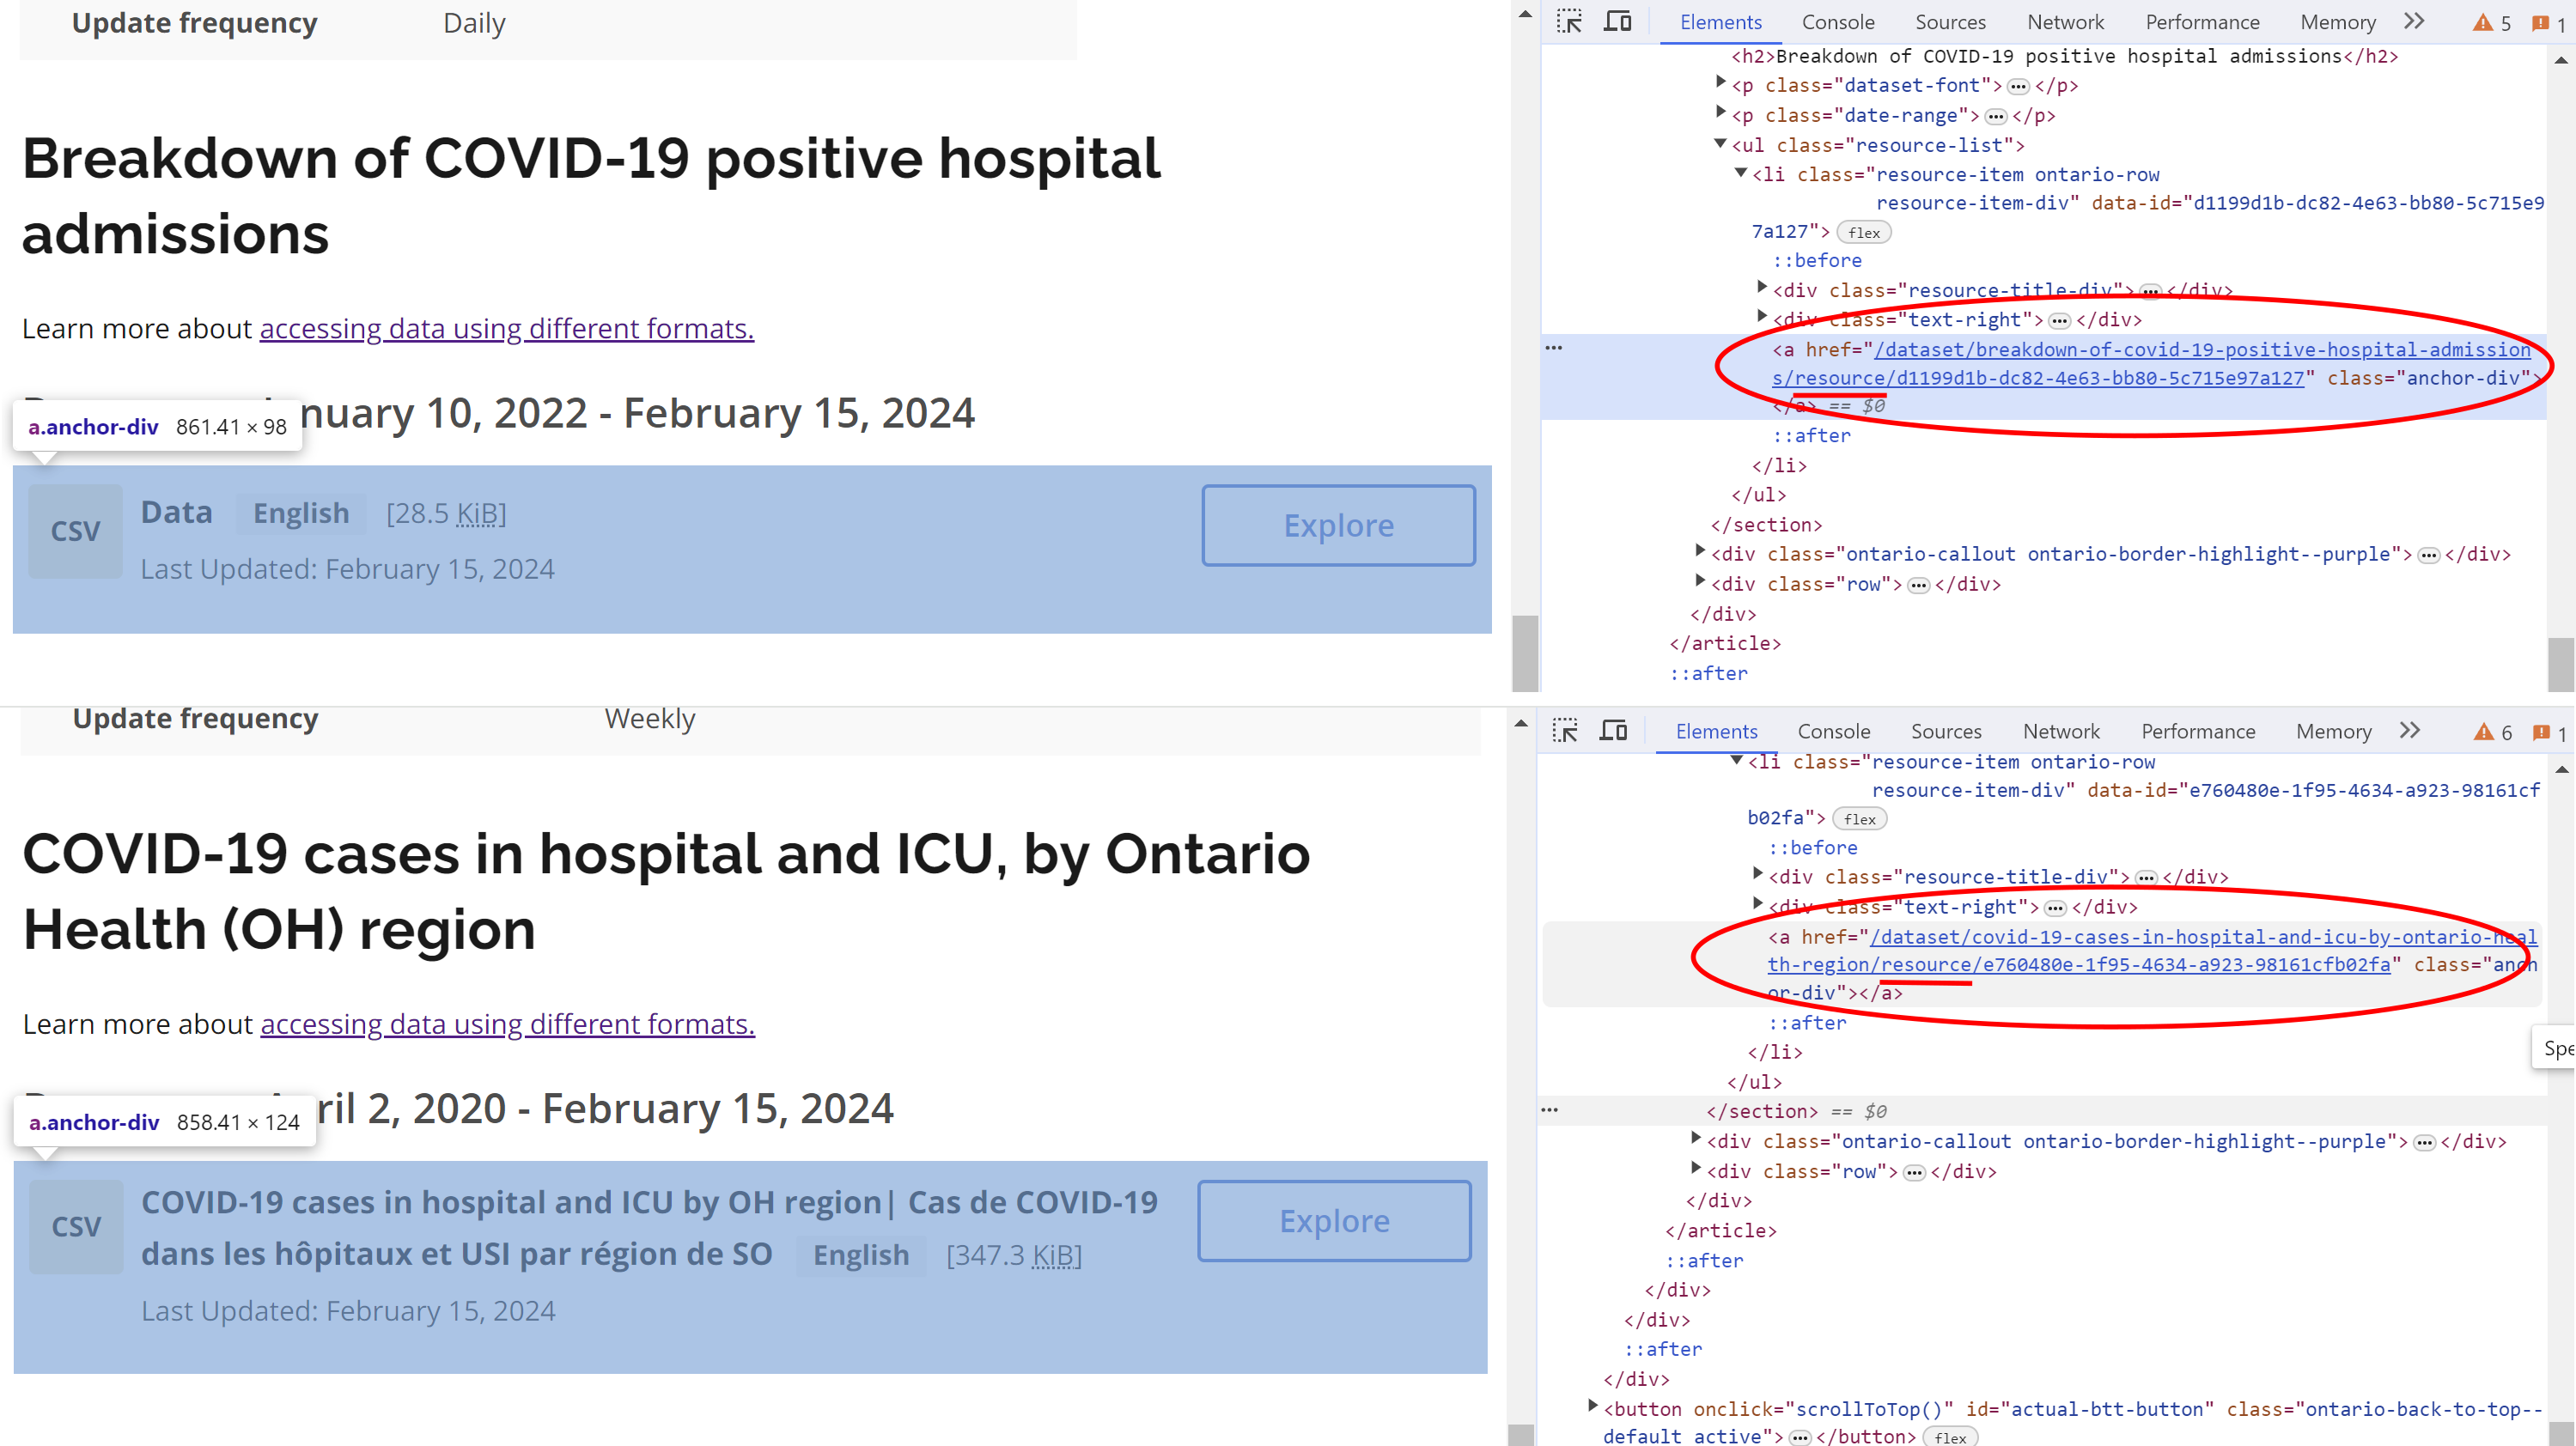 Update frequency Daily
Breakdown of COVID-19 positive hospital
admissions
Learn more about accessing data using different formats.
nuary 10, 2022 - February 15, 2024
a.anchor-div 861.41 × 98
CSV Data English [28.5 KiB] Explore
Last Updated: February 15, 2024
Elements Console Sources Network Performance Memory 5 1
<h2>Breakdown of COVID-19 positive hospital admissions</h2>
<p class="dataset-font">…</p>
<p class="date-range">…</p>
<ul class="resource-list">
<li class="resource-item ontario-row
resource-item-div" data-id="d1199d1b-dc82-4e63-bb80-5c715e9
7a127"> flex
::before
<div class="resource-title-div">…</div>
<div class="text-right">…</div>
<a href="/dataset/breakdown-of-covid-19-positive-hospital-admission
s/resource/d1199d1b-dc82-4e63-bb80-5c715e97a127" class="anchor-div">
</a> == $0
::after
</li>
</ul>
</section>
<div class="ontario-callout ontario-border-highlight--purple">…</div>
<div class="row">…</div>
</div>
</article>
::after
Update frequency Weekly
COVID-19 cases in hospital and ICU, by Ontario
Health (OH) region
Learn more about accessing data using different formats.
ril 2, 2020 - February 15, 2024
a.anchor-div 858.41 × 124
CSV COVID-19 cases in hospital and ICU by OH region| Cas de COVID-19
dans les hôpitaux et USI par région de SO English [347.3 KiB] Explore
Last Updated: February 15, 2024
Elements Console Sources Network Performance Memory 6 1
<li class="resource-item ontario-row
resource-item-div" data-id="e760480e-1f95-4634-a923-98161cf
b02fa"> flex
::before
<div class="resource-title-div">…</div>
<div class="text-right">…</div>
<a href="/dataset/covid-19-cases-in-hospital-and-icu-by-ontario-heal
th-region/resource/e760480e-1f95-4634-a923-98161cfb02fa" class="anch
or-div"></a>
::after
</li>
Spe
</ul>
</section> == $0
<div class="ontario-callout ontario-border-highlight--purple">…</div>
<div class="row">…</div>
</div>
</article>
::after
</div>
</div>
::after
</div>
<button onclick="scrollToTop()" id="actual-btt-button" class="ontario-back-to-top--
default active">…</button> flex